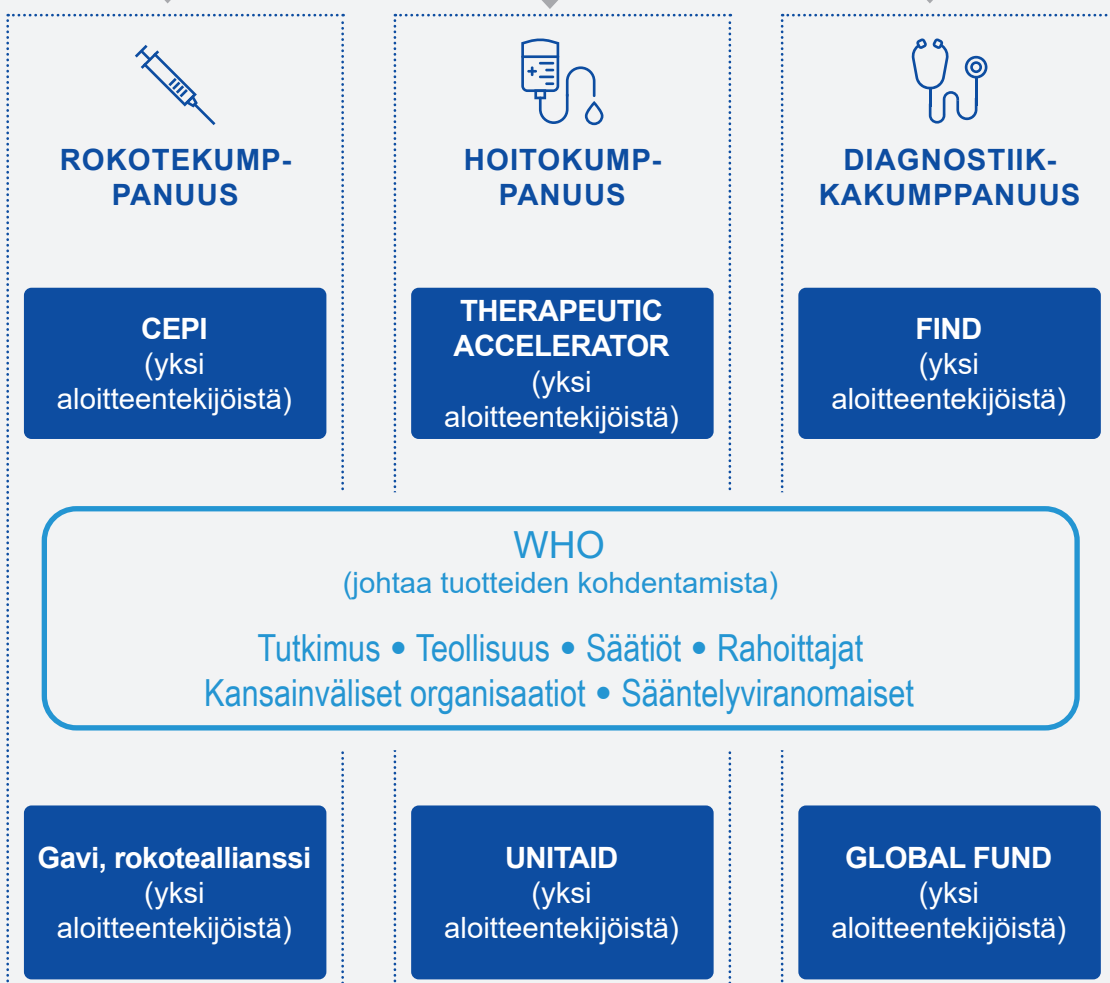 ROKOTEKUMP-
PANUUS
HOITOKUMP-
PANUUS
DIAGNOSTIIK-
KAKUMPPANUUS
CEPI
(yksi
aloitteentekijöistä)
THERAPEUTIC
ACCELERATOR
(yksi
aloitteentekijöistä)
FIND
(yksi
aloitteentekijöistä)
WHO
(johtaa tuotteiden kohdentamista)
Tutkimus • Teollisuus • Säätiöt • Rahoittajat
Kansainväliset organisaatiot • Sääntelyviranomaiset
Gavi, rokoteallianssi
(yksi
aloitteentekijöistä)
UNITAID
(yksi
aloitteentekijöistä)
GLOBAL FUND
(yksi
aloitteentekijöistä)